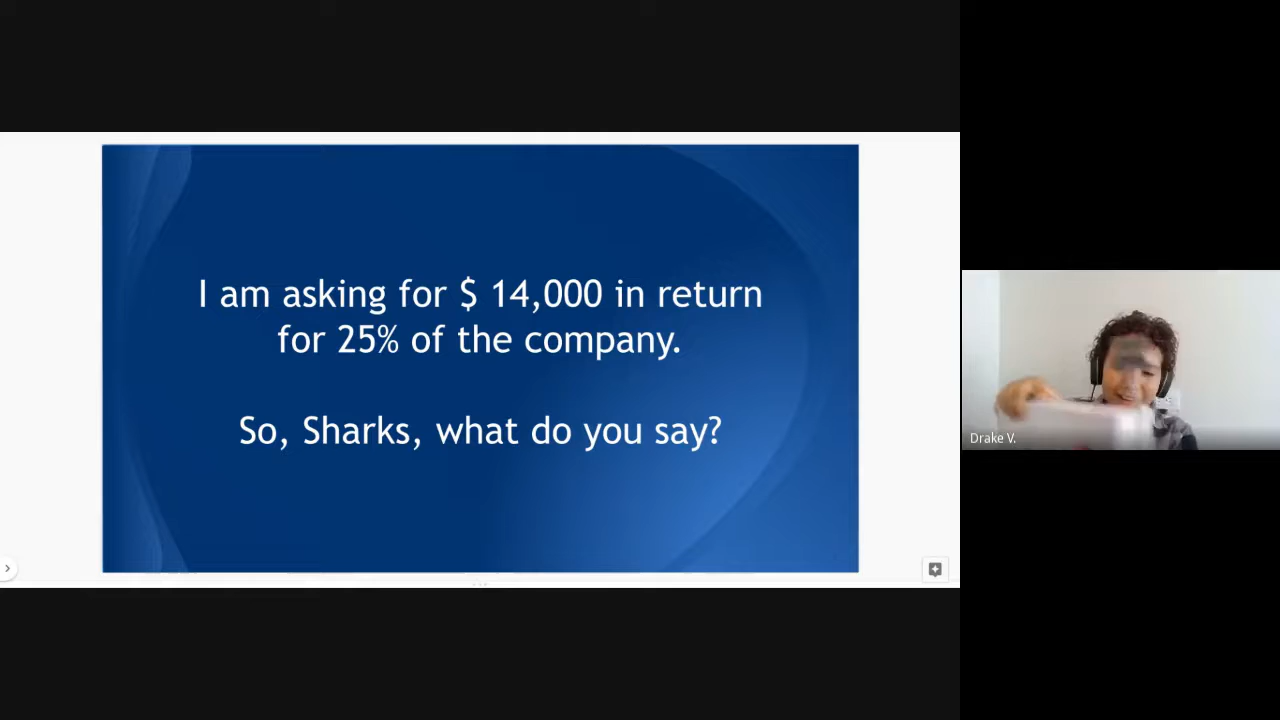 I am asking for $ 14,000 in return
for 25% of the company.
So, Sharks, what do you say?
Drake V.